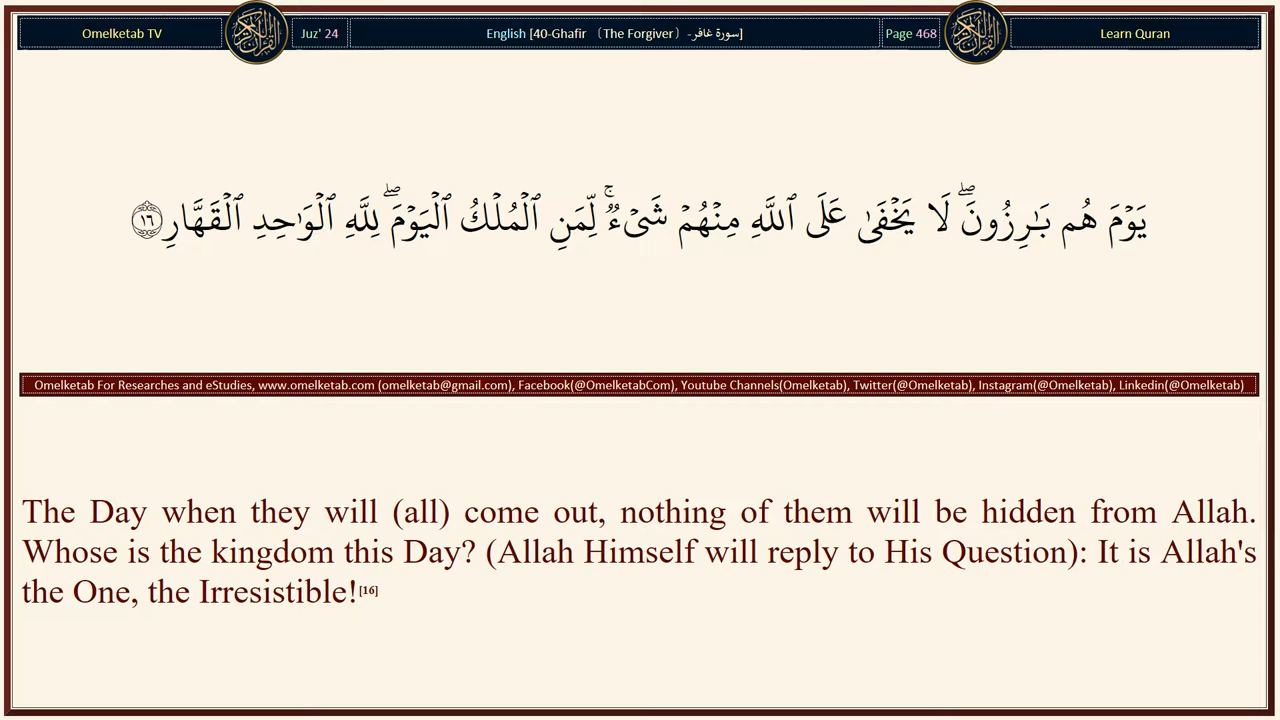 Omelketab TV
Juz' 24
English [40-Ghafir （The Forgiver）-سورة غافر]
Page 468
Learn Quran
يَوۡمَ هُم بَٰرِزُونَۖ لَا يَخۡفَىٰ عَلَى ٱللَّهِ مِنۡهُمۡ شَيۡءٞۚ لِّمَنِ ٱلۡمُلۡكُ ٱلۡيَوۡمَۖ لِلَّهِ ٱلۡوَٰحِدِ ٱلۡقَهَّارِ ١٦
Omelketab For Researches and eStudies, www.omelketab.com (omelketab@gmail.com), Facebook(@OmelketabCom), Youtube Channels(Omelketab), Twitter(@Omelketab), Instagram(@Omelketab), Linkedin(@Omelketab)
The Day when they will (all) come out, nothing of them will be hidden from Allah.
Whose is the kingdom this Day? (Allah Himself will reply to His Question): It is Allah's
the One, the Irresistible![16]